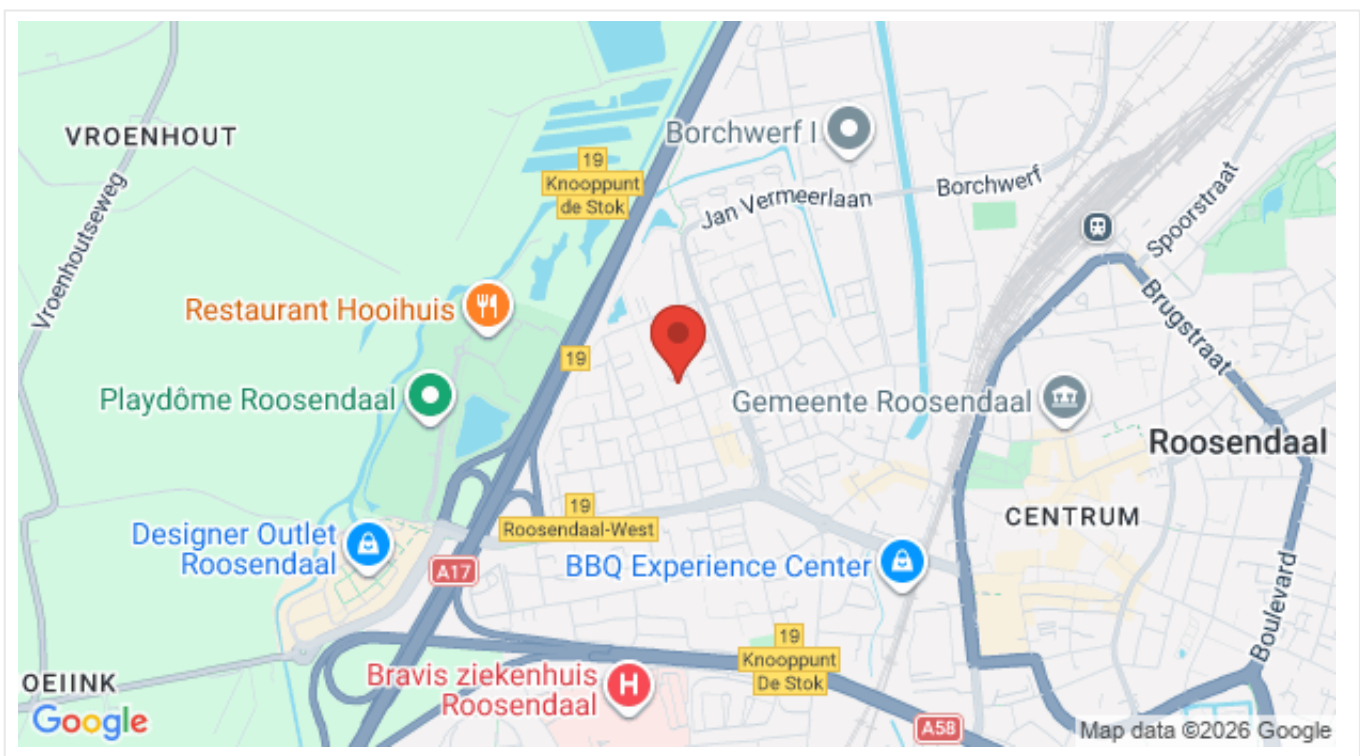 VROENHOUT
Vroenhoutseweg
19
Knooppunt
de Stok
Borchwerf I
Jan Vermeerlaan
Borchwerf
Spoorstraat
Brugstraat
Restaurant Hooihuis
19
Playdôme Roosendaal
Gemeente Roosendaal
Roosendaal
19
Roosendaal-West
CENTRUM
Designer Outlet
Roosendaal
A17
BBQ Experience Center
Boulevard
19
Knooppunt
De Stok
Bravis ziekenhuis
Roosendaal
H
OEIINK
Google
A58
Map data ©2026 Google